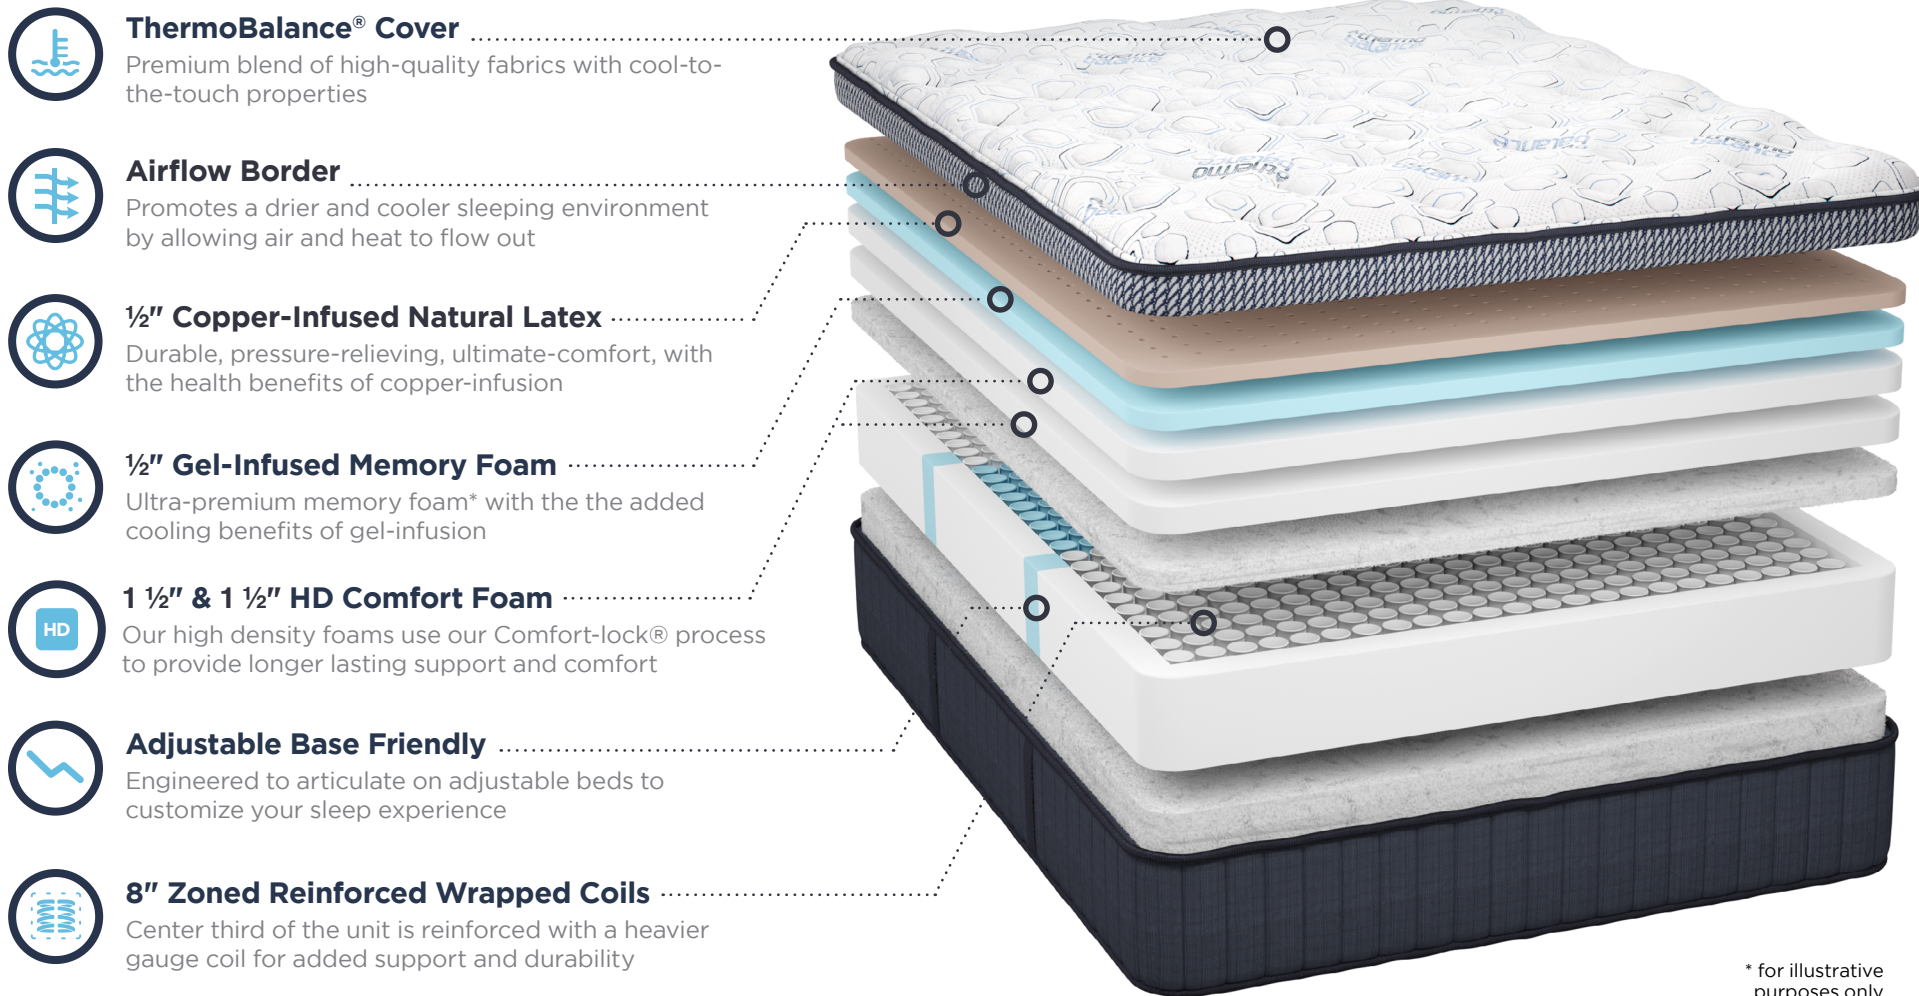 ThermoBalance® Cover
Premium blend of high-quality fabrics with cool-to-
the-touch properties
Airflow Border
Promotes a drier and cooler sleeping environment
by allowing air and heat to flow out
½" Copper-Infused Natural Latex
Durable, pressure-relieving, ultimate-comfort, with
the health benefits of copper-infusion
½" Gel-Infused Memory Foam
Ultra-premium memory foam* with the the added
cooling benefits of gel-infusion
HD
1 ½" & 1 ½" HD Comfort Foam
Our high density foams use our Comfort-lock® process
to provide longer lasting support and comfort
Adjustable Base Friendly
Engineered to articulate on adjustable beds to
customize your sleep experience
8" Zoned Reinforced Wrapped Coils
Center third of the unit is reinforced with a heavier
gauge coil for added support and durability
thermo
balance
* for illustrative
purposes only